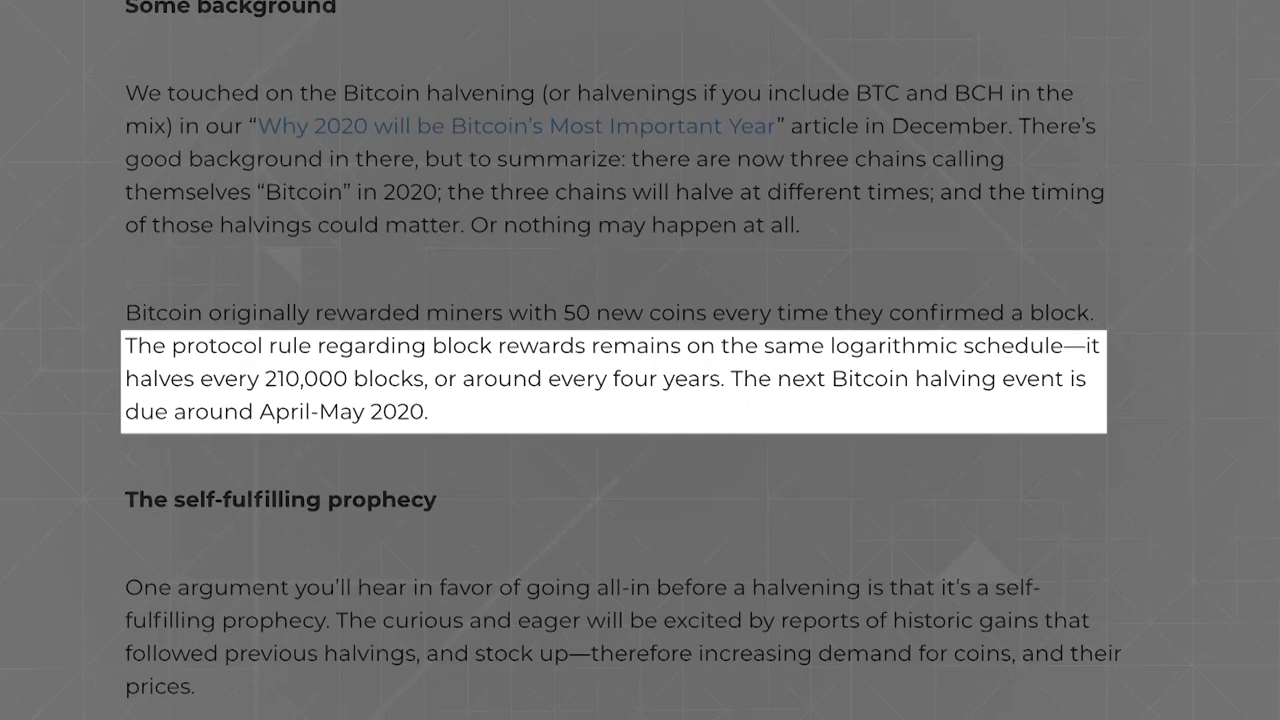 Some background
We touched on the Bitcoin halvening (or halvenings if you include BTC and BCH in the
mix) in our “Why 2020 will be Bitcoin’s Most Important Year” article in December. There’s
good background in there, but to summarize: there are now three chains calling
themselves “Bitcoin” in 2020; the three chains will halve at different times; and the timing
of those halvings could matter. Or nothing may happen at all.
Bitcoin originally rewarded miners with 50 new coins every time they confirmed a block.
The protocol rule regarding block rewards remains on the same logarithmic schedule—it
halves every 210,000 blocks, or around every four years. The next Bitcoin halving event is
due around April-May 2020.
The self-fulfilling prophecy
One argument you’ll hear in favor of going all-in before a halvening is that it’s a self-
fulfilling prophecy. The curious and eager will be excited by reports of historic gains that
followed previous halvings, and stock up—therefore increasing demand for coins, and their
prices.